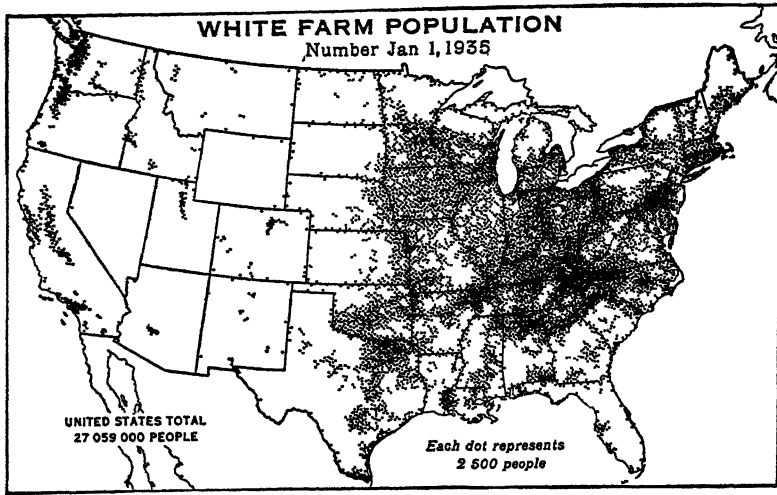 WHITE FARM POPULATION
Number Jan 1, 1935
UNITED STATES TOTAL
27 059 000 PEOPLE
Each dot represents
2 500 people